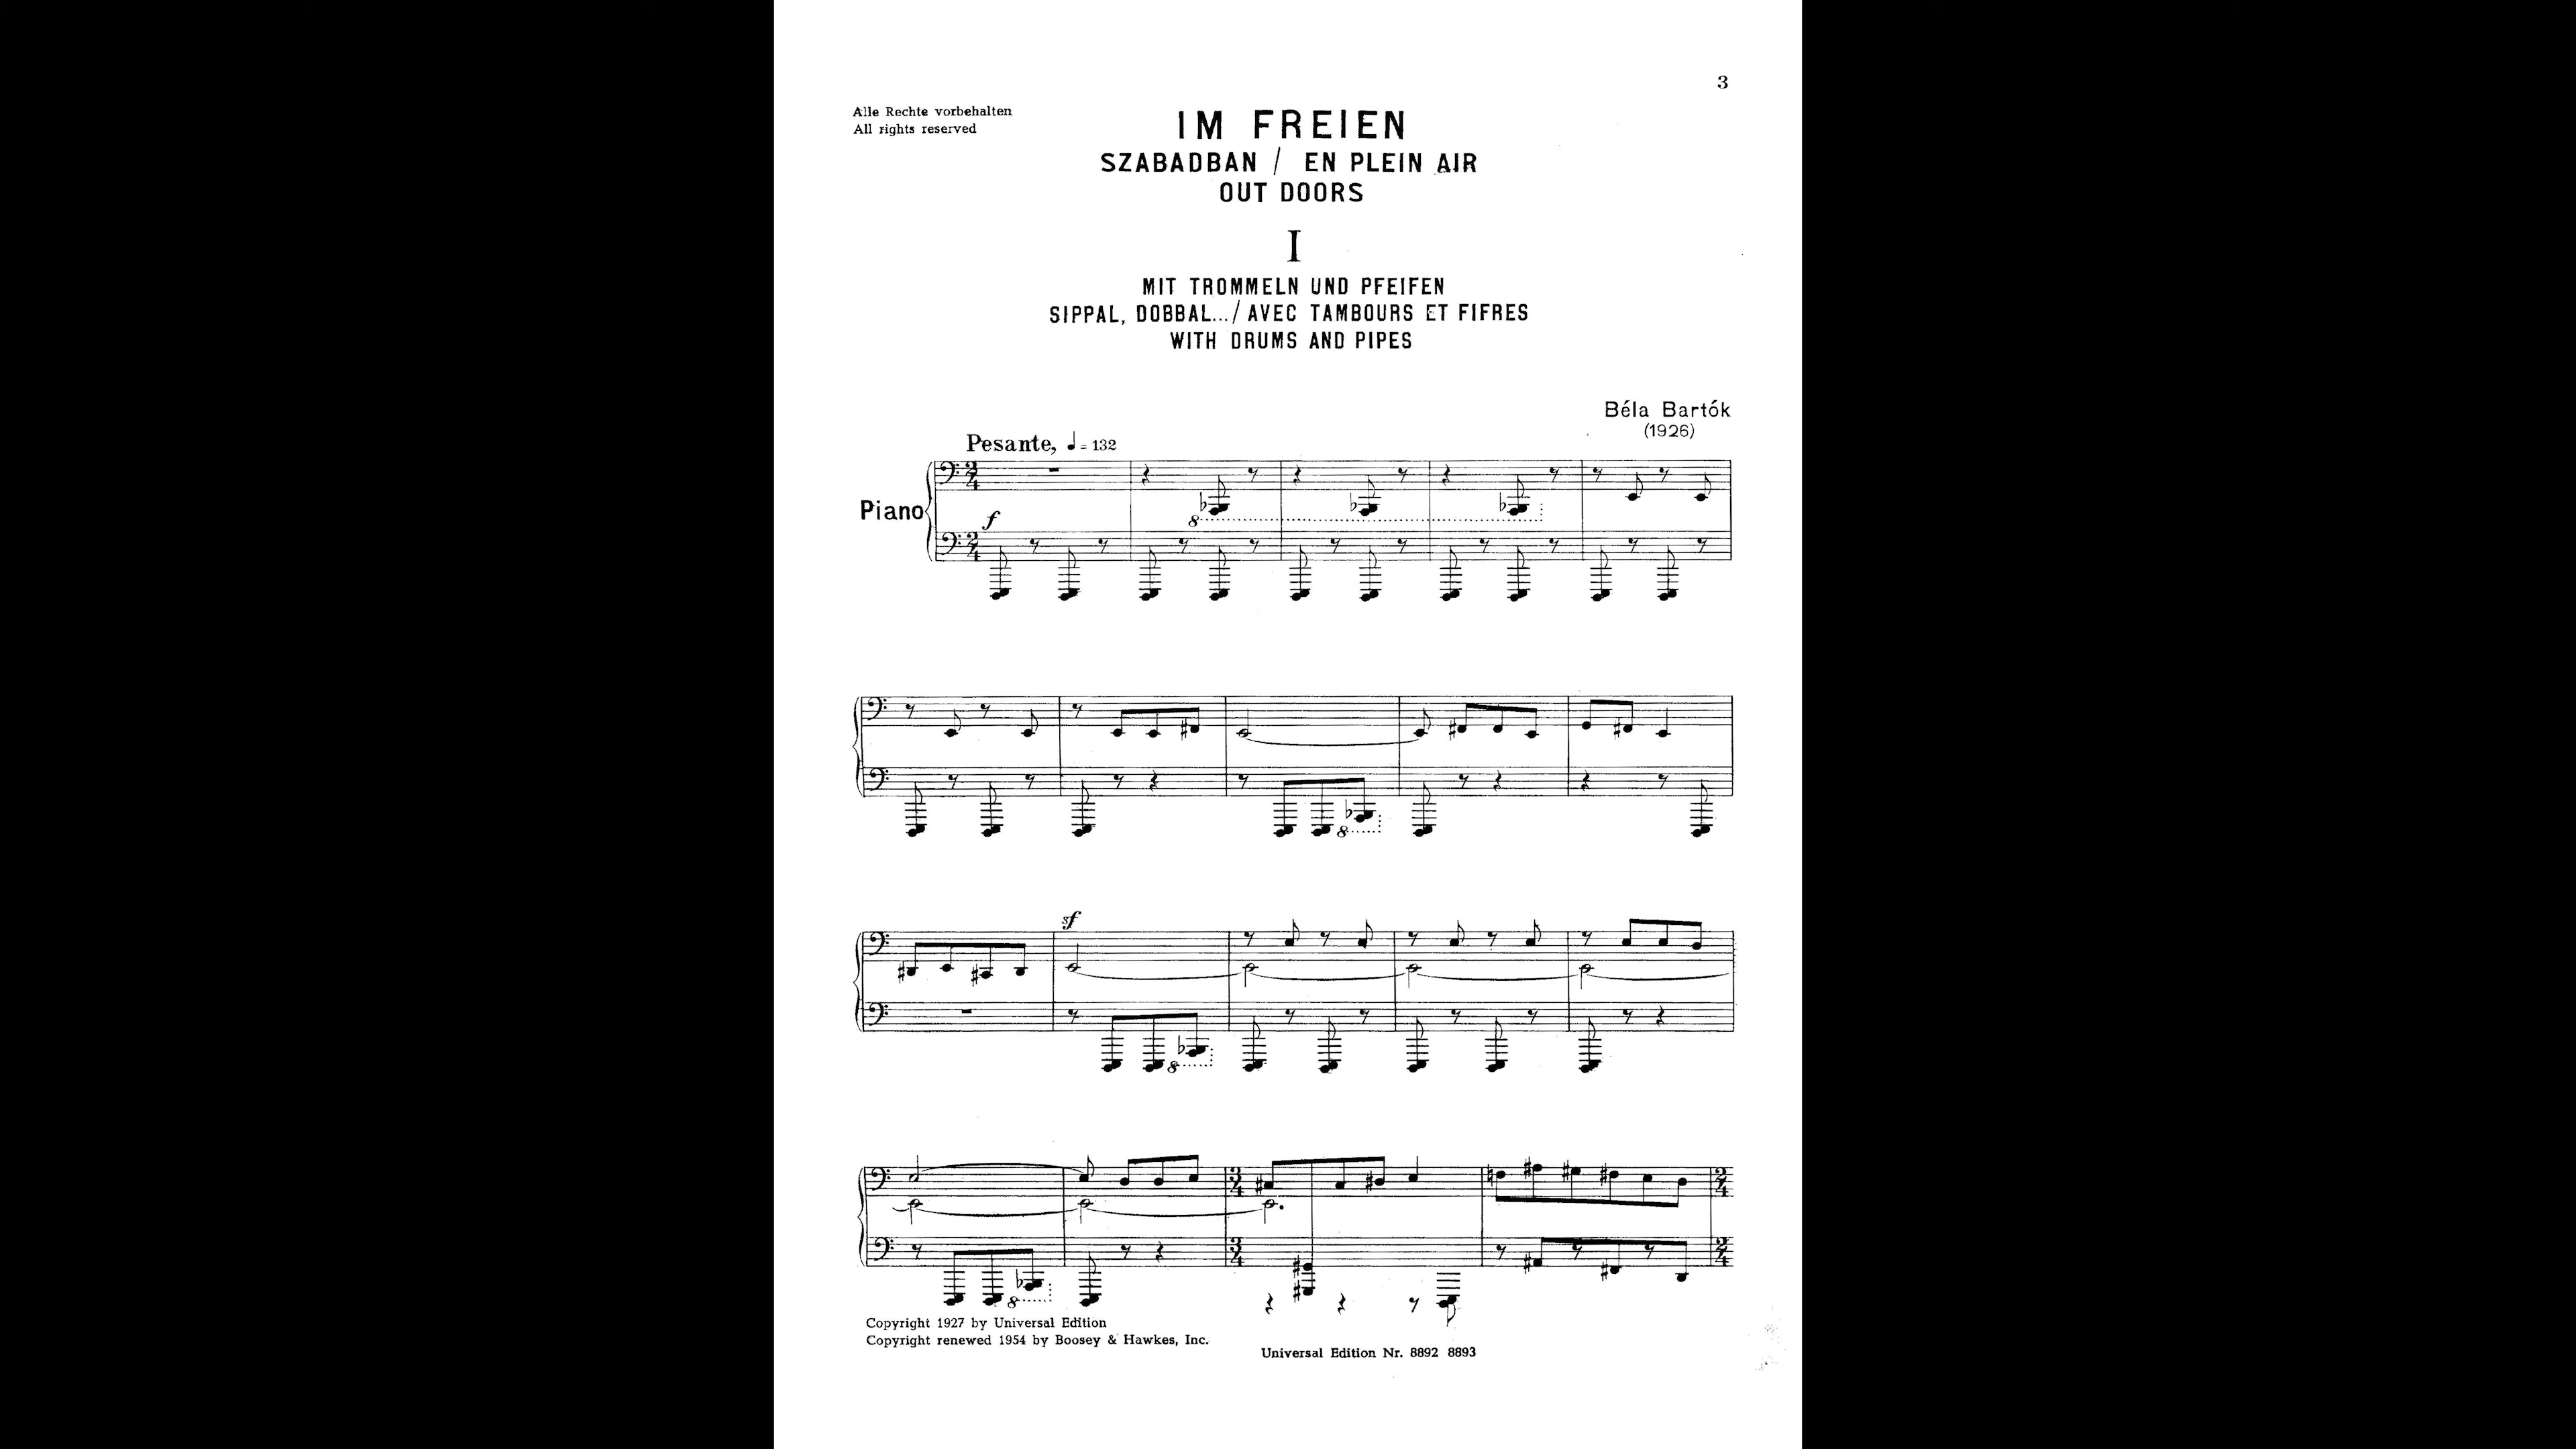 3
Alle Rechte vorbehalten
All rights reserved
IM FREIEN
SZABADBAN / EN PLEIN AIR
OUT DOORS
I
MIT TROMMELN UND PFEIFEN
SIPPAL, DOBBAL.../ AVEC TAMBOURS ET FIFRES
WITH DRUMS AND PIPES
Béla Bartók
(1926)
Pesante, ♩ = 132
Piano
f
8
8
sf
8
8
Copyright 1927 by Universal Edition
Copyright renewed 1954 by Boosey & Hawkes, Inc.
Universal Edition Nr. 8892 8893